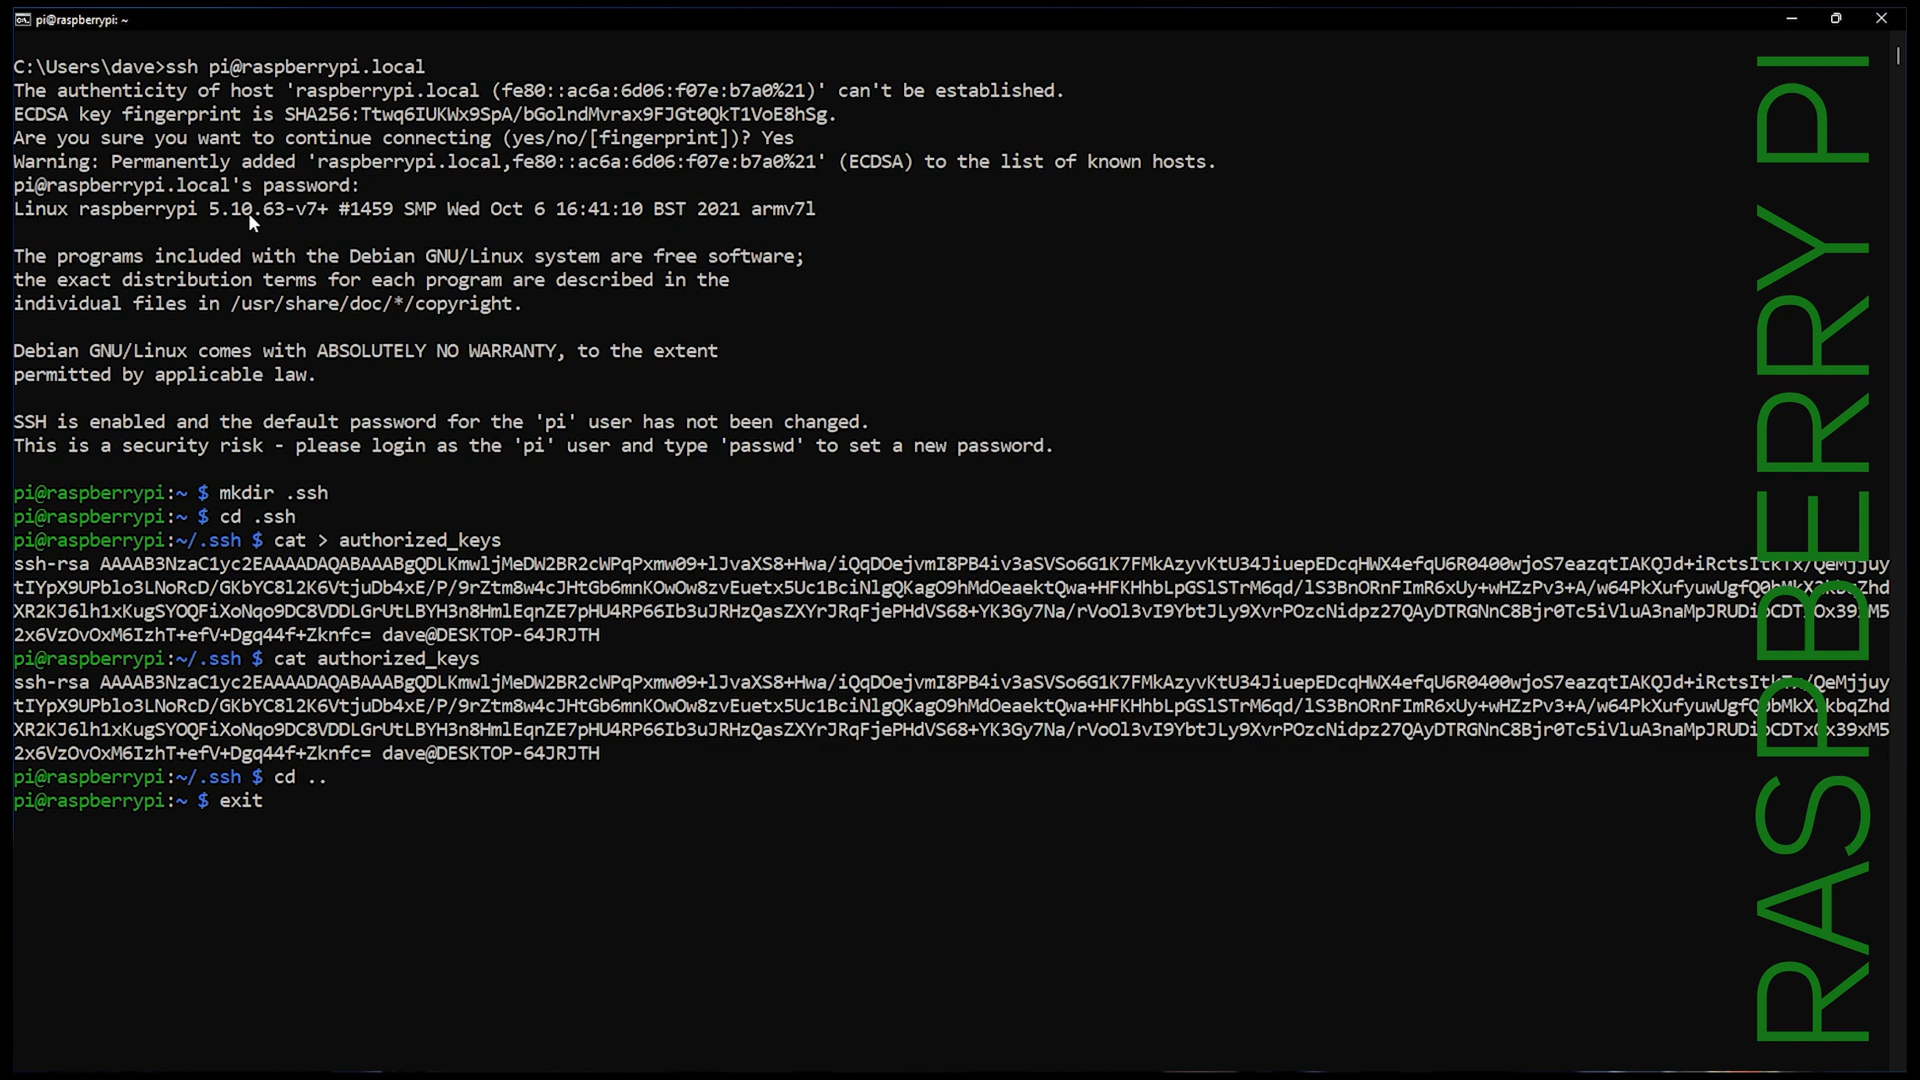 pi@raspberrypi: ~
C:\Users\dave>ssh pi@raspberrypi.local
The authenticity of host 'raspberrypi.local (fe80::ac6a:6d06:f07e:b7a0%21)' can't be established.
ECDSA key fingerprint is SHA256:Ttwq6IUKWx9SpA/bGolndMvrax9FJGt0QkT1VoE8hSg.
Are you sure you want to continue connecting (yes/no/[fingerprint])? Yes
Warning: Permanently added 'raspberrypi.local,fe80::ac6a:6d06:f07e:b7a0%21' (ECDSA) to the list of known hosts.
pi@raspberrypi.local's password:
Linux raspberrypi 5.10.63-v7+ #1459 SMP Wed Oct 6 16:41:10 BST 2021 armv7l
The programs included with the Debian GNU/Linux system are free software;
the exact distribution terms for each program are described in the
individual files in /usr/share/doc/*/copyright.
Debian GNU/Linux comes with ABSOLUTELY NO WARRANTY, to the extent
permitted by applicable law.
SSH is enabled and the default password for the 'pi' user has not been changed.
This is a security risk - please login as the 'pi' user and type 'passwd' to set a new password.
pi@raspberrypi:~ $ mkdir .ssh
pi@raspberrypi:~ $ cd .ssh
pi@raspberrypi:~/.ssh $ cat > authorized_keys
ssh-rsa
2x6VzOvOxM6IzhT+efV+Dgq44f+Zknfc= dave@DESKTOP-64JRJTH
pi@raspberrypi:~/.ssh $ cat authorized_keys
ssh-rsa
2x6VzOvOxM6IzhT+efV+Dgq44f+Zknfc= dave@DESKTOP-64JRJTH
pi@raspberrypi:~/.ssh $ cd ..
pi@raspberrypi:~ $ exit
RASPBERRY PI